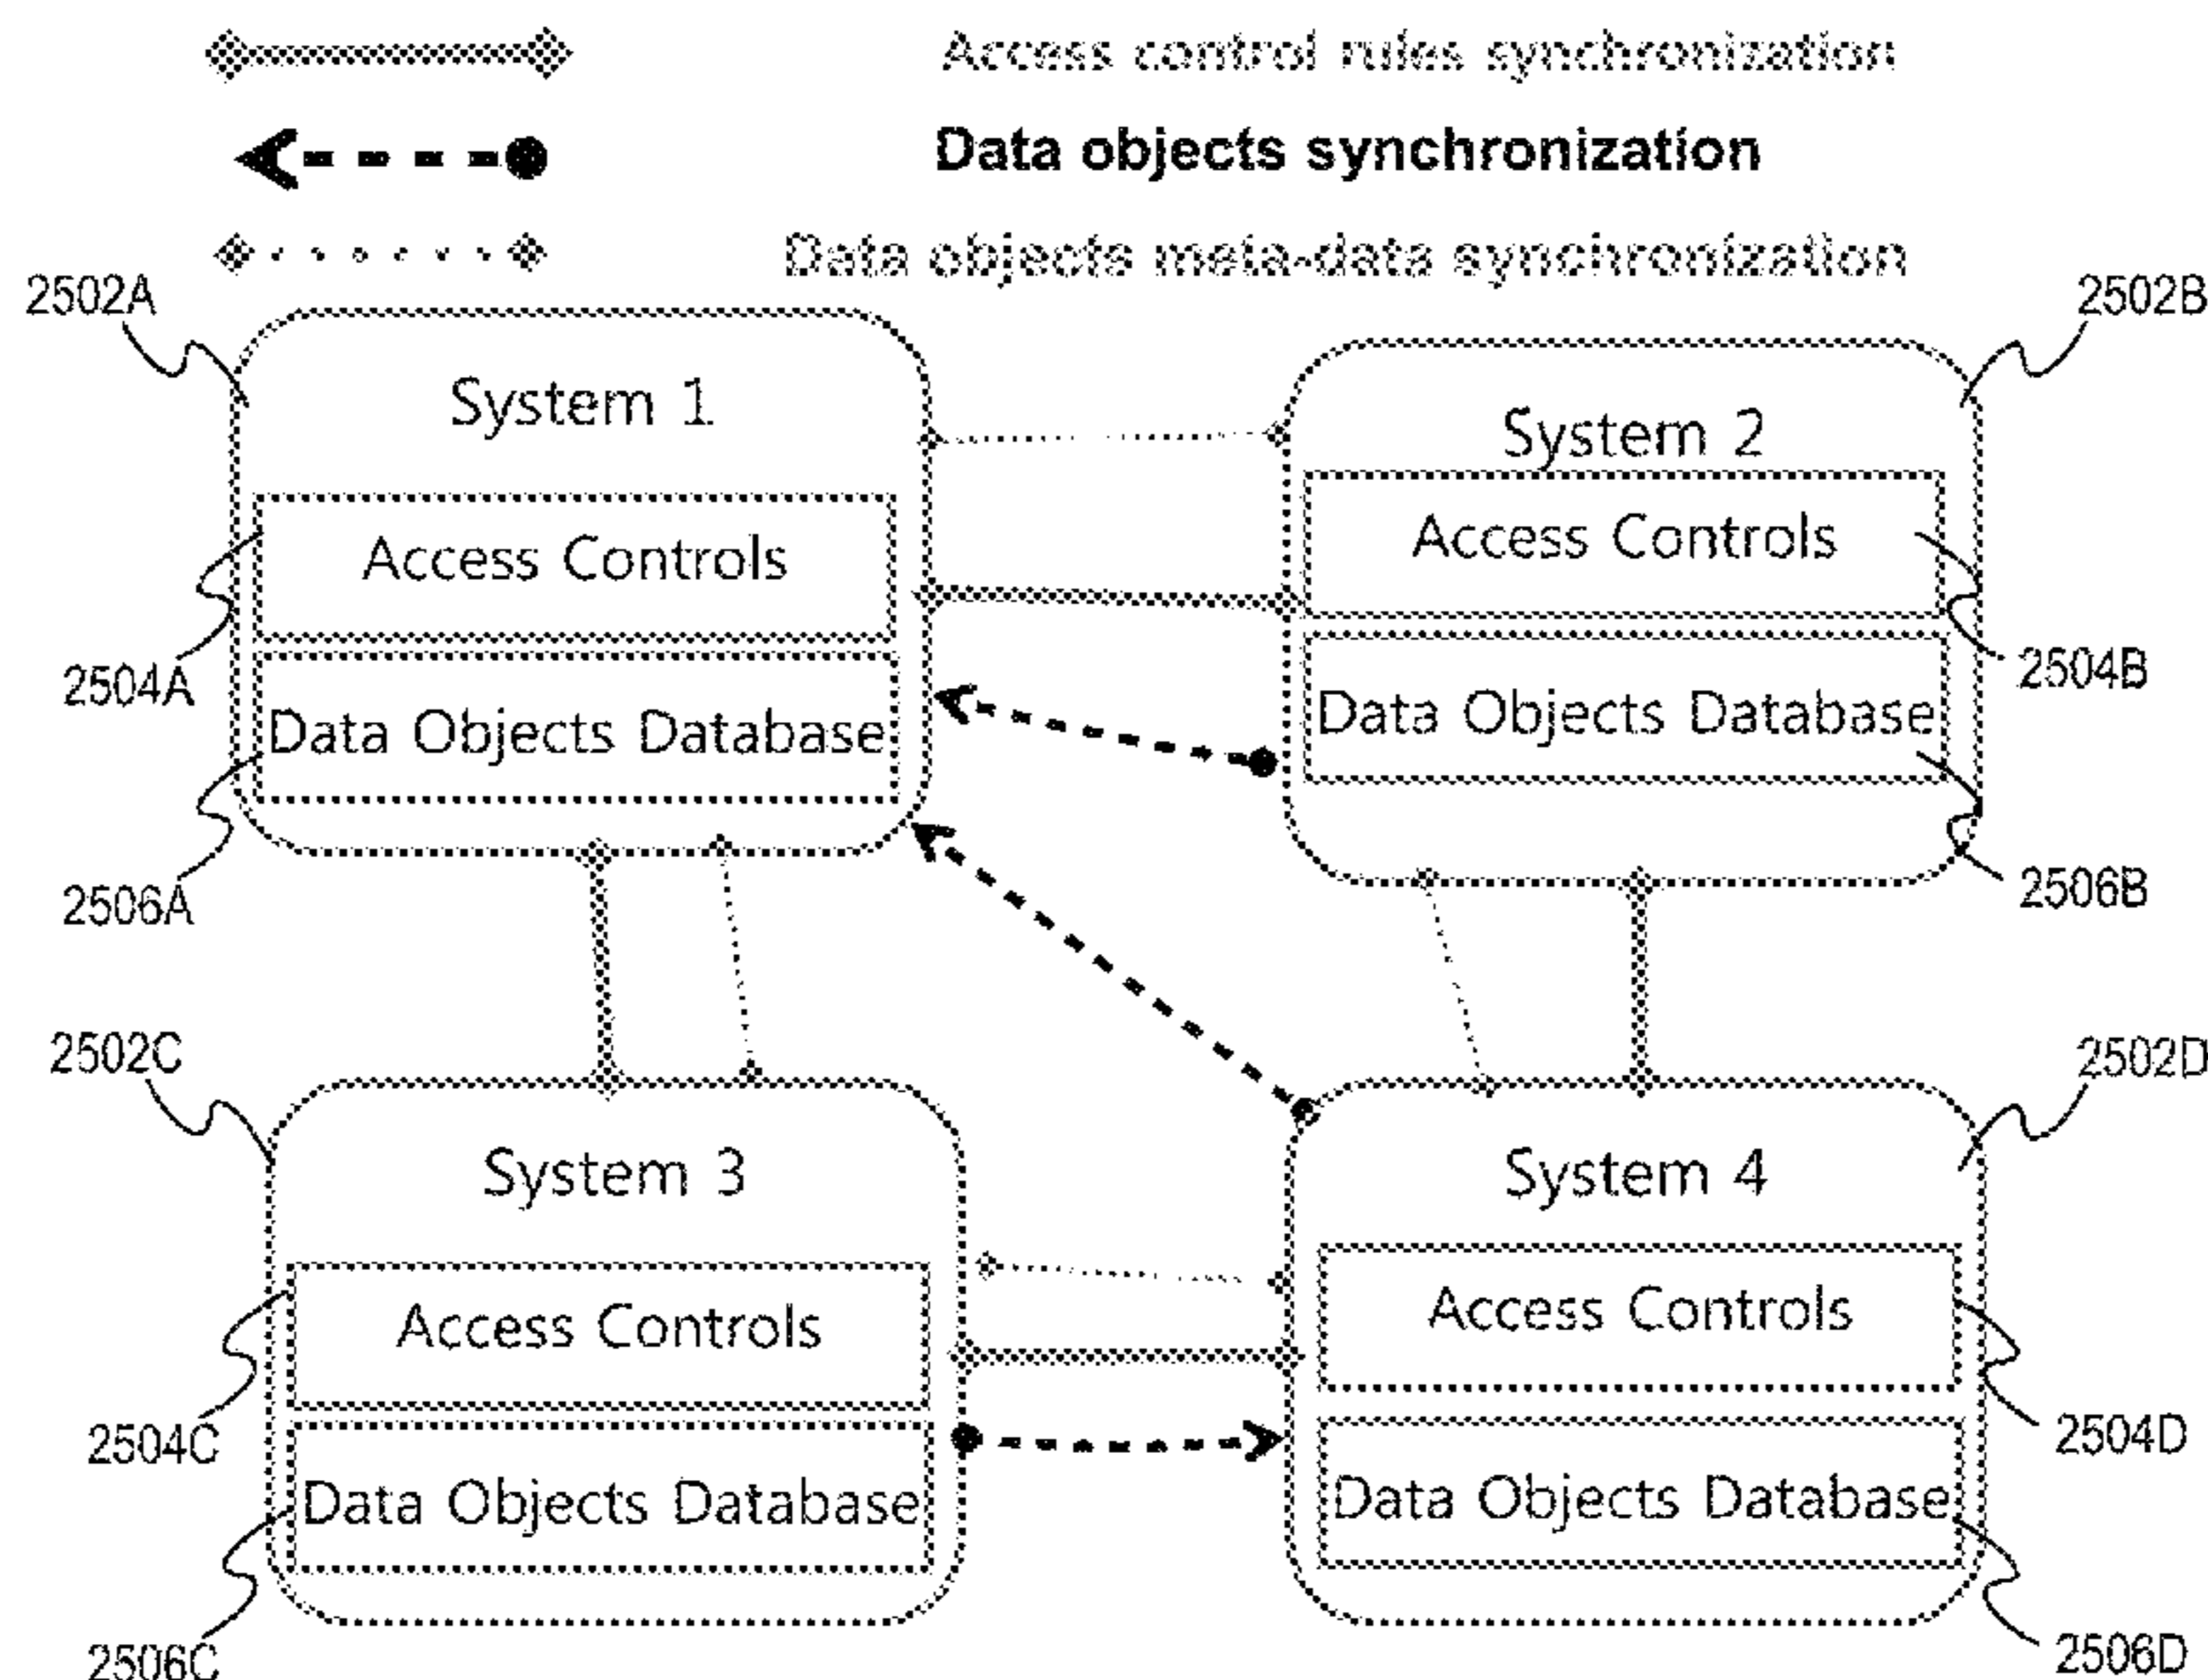 Access control rules synchronization
Data objects synchronization
Data objects meta-data synchronization
2502A
2502B
System 1
System 2
Access Controls
Access Controls
2504A
2504B
Data Objects Database
Data Objects Database
2506A
2506B
2502C
2502D
System 3
System 4
Access Controls
Access Controls
2504C
2504D
Data Objects Database
Data Objects Database
2506C
2506D